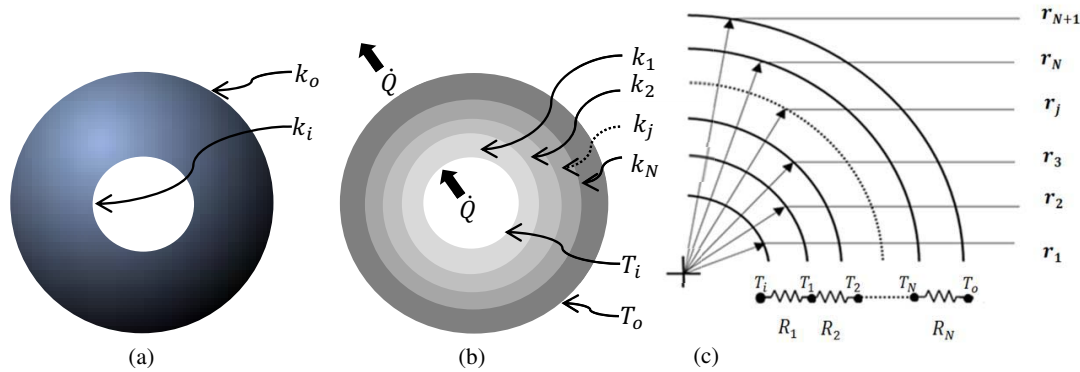 k_o
k_i
(a)
Q̇
Q̇
k_1
k_2
k_j
k_N
T_i
T_o
(b)
r_{N+1}
r_N
r_j
r_3
r_2
r_1
T_i T_1 T_2 T_N T_o
R_1 R_2 R_N
(c)